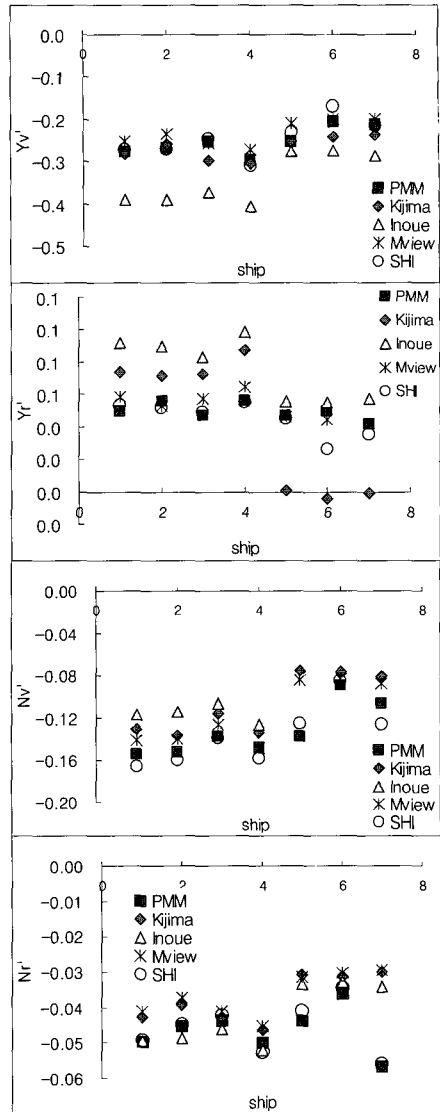 0.0
0 2 4 6 8
−0.1
−0.2
−0.3
−0.4
−0.5
Yv'
PMM
Kijima
Inoue
Mview
SHI
ship
0.1
0.1
0.1
0.0
0.0
0.0
0.0
Yr'
PMM
Kijima
Inoue
Mview
SHI
0 2 4 6 8
ship
0.00
0 2 4 6 8
−0.04
−0.08
−0.12
−0.16
−0.20
Nv'
PMM
Kijima
Inoue
Mview
SHI
ship
0.00
0 2 4 6 8
−0.01
−0.02
−0.03
−0.04
−0.05
−0.06
Nr'
PMM
Kijima
Inoue
Mview
SHI
ship